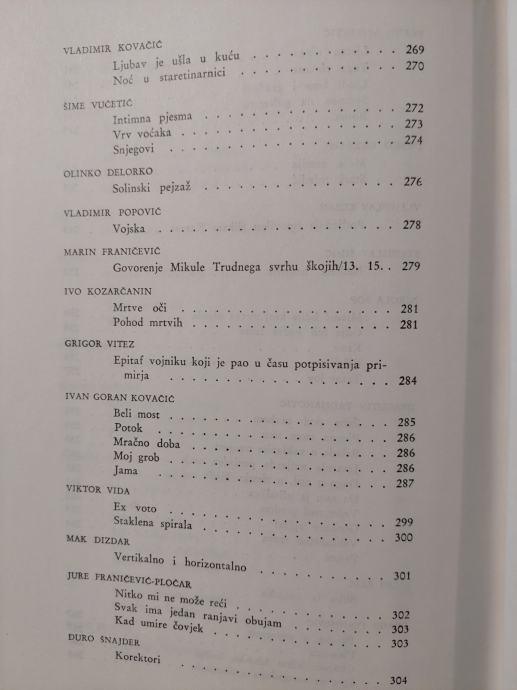 VLADIMIR KOVAČIĆ
Ljubav je ušla u kuću . . . . . . . . . . 269
Noć u staretinarnici . . . . . . . . . . 270
ŠIME VUČETIĆ
Intimna pjesma . . . . . . . . . . . . 272
Vrv voćaka . . . . . . . . . . . . . 273
Snjegovi . . . . . . . . . . . . . . 274
OLINKO DELORKO
Solinski pejzaž . . . . . . . . . . . . 276
VLADIMIR POPOVIĆ
Vojska . . . . . . . . . . . . . . . 278
MARIN FRANIČEVIĆ
Govorenje Mikule Trudnega svrhu škojih/13. 15. . 279
IVO KOZARČANIN
Mrtve oči . . . . . . . . . . . . . . 281
Pohod mrtvih . . . . . . . . . . . . . 281
GRIGOR VITEZ
Epitaf vojniku koji je pao u času potpisivanja pri-
mirja . . . . . . . . . . . . . . . 284
IVAN GORAN KOVAČIĆ
Beli most . . . . . . . . . . . . . . 285
Potok . . . . . . . . . . . . . . . 286
Mračno doba . . . . . . . . . . . . . 286
Moj grob . . . . . . . . . . . . . . 286
Jama . . . . . . . . . . . . . . . 287
VIKTOR VIDA
Ex voto . . . . . . . . . . . . . . 299
Staklena spirala . . . . . . . . . . . . 300
MAK DIZDAR
Vertikalno i horizontalno . . . . . . . . . 301
JURE FRANIČEVIĆ-PLOČAR
Nitko mi ne može reći . . . . . . . . . . 302
Svak ima jedan ranjavi obujam . . . . . . . 303
Kad umire čovjek . . . . . . . . . . . 303
ĐURO ŠNAJDER
Korektori . . . . . . . . . . . . . . 304